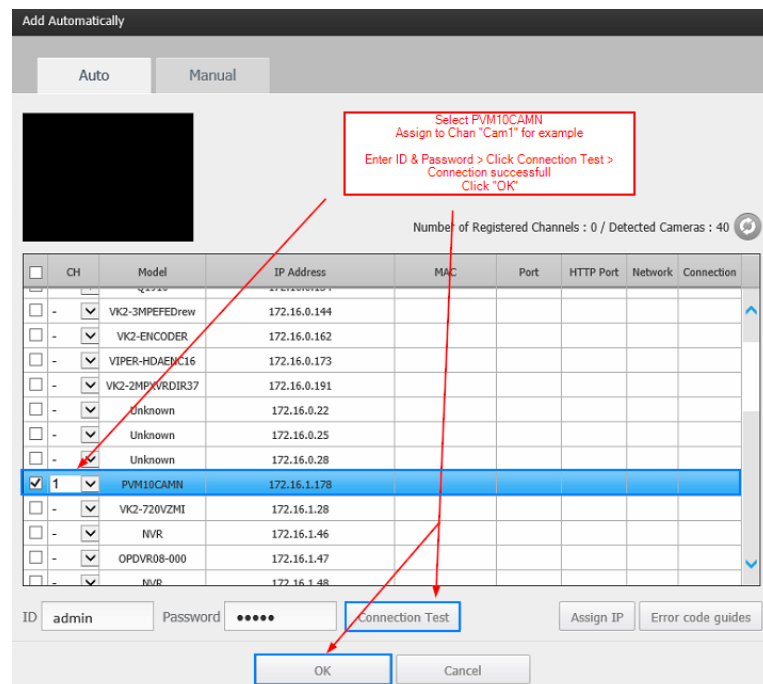 Add Automatically
Auto Manual
Select PVM10CAMN
Assign to Chan "Cam1" for example
Enter ID & Password > Click Connection Test >
Connection successfull
Click "OK"
Number of Registered Channels : 0 / Detected Cameras : 40
CH Model IP Address MAC Port HTTP Port Network Connection
- VK2-3MPEFEDrew 172.16.0.144
- VK2-ENCODER 172.16.0.162
- VIPER-HDAENC16 172.16.0.173
- VK2-2MPXVRDIR37 172.16.0.191
- Unknown 172.16.0.22
- Unknown 172.16.0.25
- Unknown 172.16.0.28
1 PVM10CAMN 172.16.1.178
- VK2-720VZMI 172.16.1.28
- NVR 172.16.1.46
- OPDVR08-000 172.16.1.47
- NVR 172.16.1.48
ID admin Password ●●●●● Connection Test Assign IP Error code guides
OK Cancel